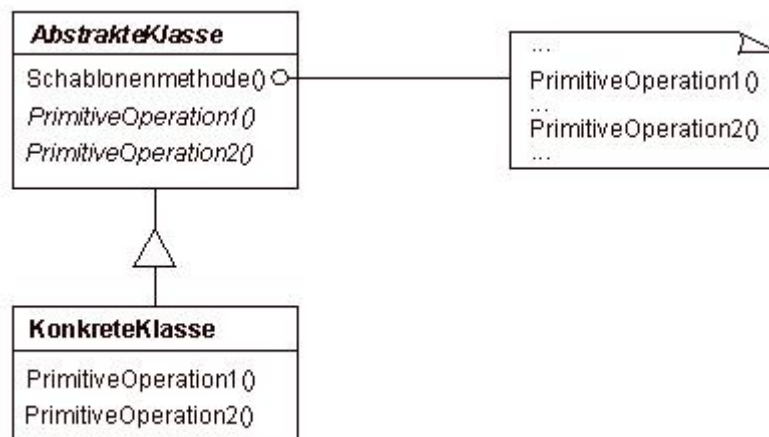 AbstrakteKlasse
Schablonenmethode()
PrimitiveOperation1()
PrimitiveOperation2()
...
PrimitiveOperation1()
...
PrimitiveOperation2()
...
KonkreteKlasse
PrimitiveOperation1()
PrimitiveOperation2()